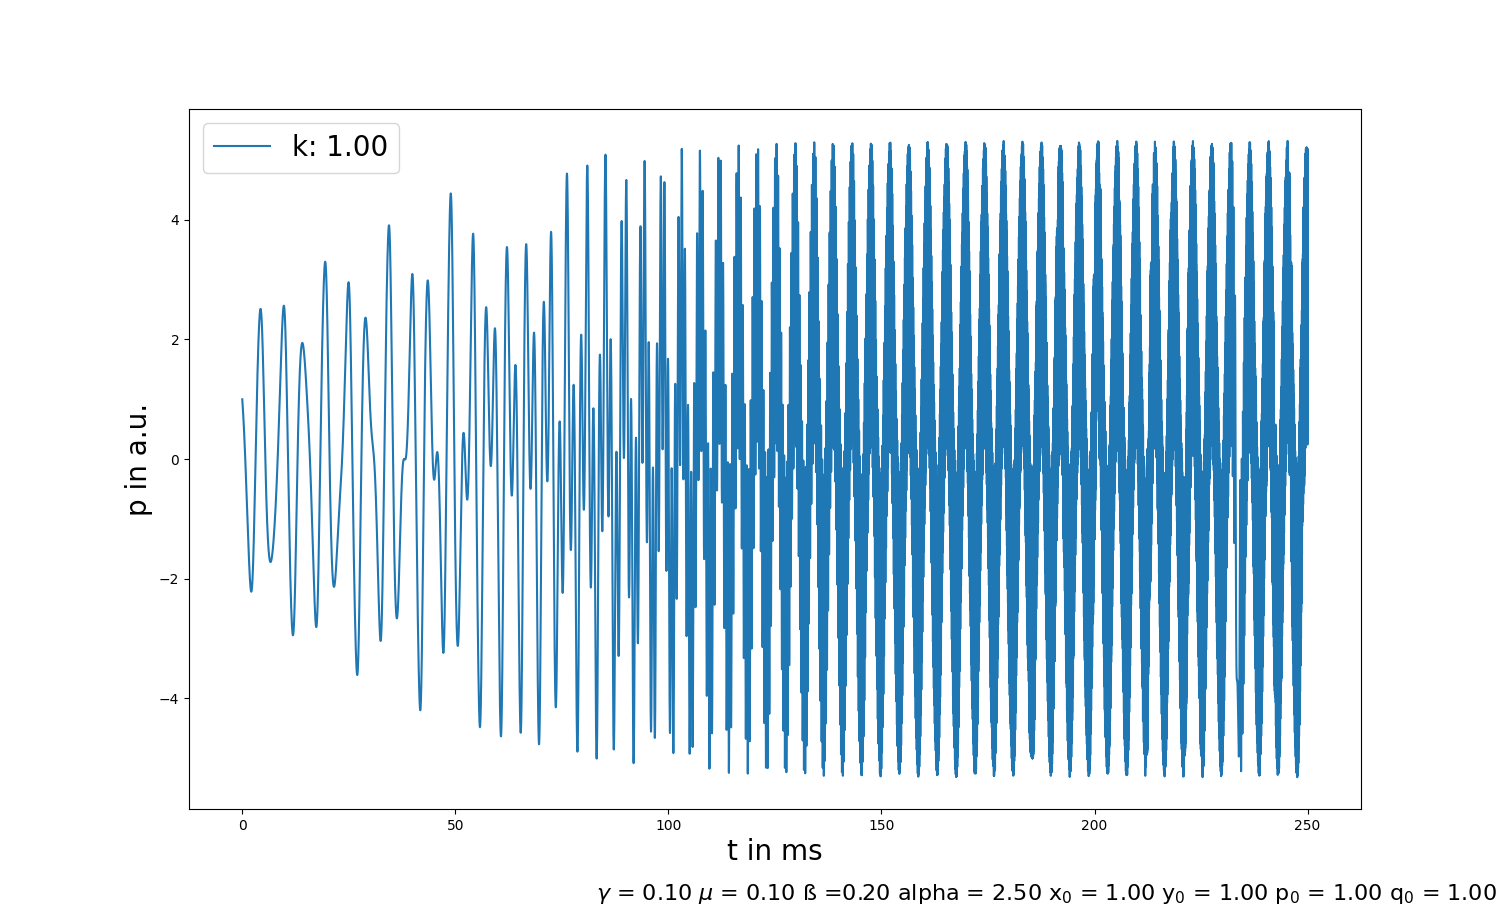 k: 1.00
4
2
0
−2
−4
p in a.u.
0 50 100 150 200 250
t in ms
γ = 0.10 μ = 0.10 ß =0.20 alpha = 2.50 x₀ = 1.00 y₀ = 1.00 p₀ = 1.00 q₀ = 1.00